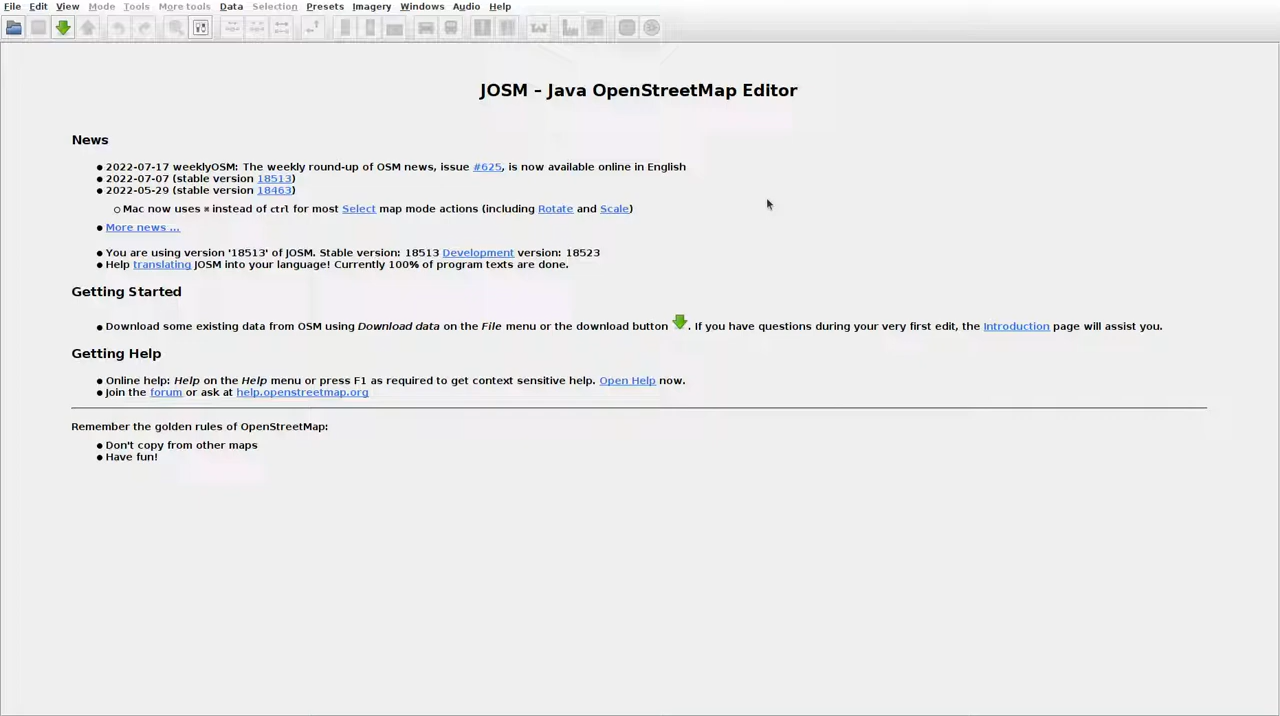 File Edit View Mode Tools More tools Data Selection Presets Imagery Windows Audio Help
JOSM – Java OpenStreetMap Editor
News
2022-07-17 weeklyOSM: The weekly round-up of OSM news, issue #625, is now available online in English
2022-07-07 (stable version 18513)
2022-05-29 (stable version 18463)
Mac now uses ⌘ instead of ctrl for most Select map mode actions (including Rotate and Scale)
More news ...
You are using version '18513' of JOSM. Stable version: 18513 Development version: 18523
Help translating JOSM into your language! Currently 100% of program texts are done.
Getting Started
Download some existing data from OSM using Download data on the File menu or the download button . If you have questions during your very first edit, the Introduction page will assist you.
Getting Help
Online help: Help on the Help menu or press F1 as required to get context sensitive help. Open Help now.
Join the forum or ask at help.openstreetmap.org
Remember the golden rules of OpenStreetMap:
Don't copy from other maps
Have fun!